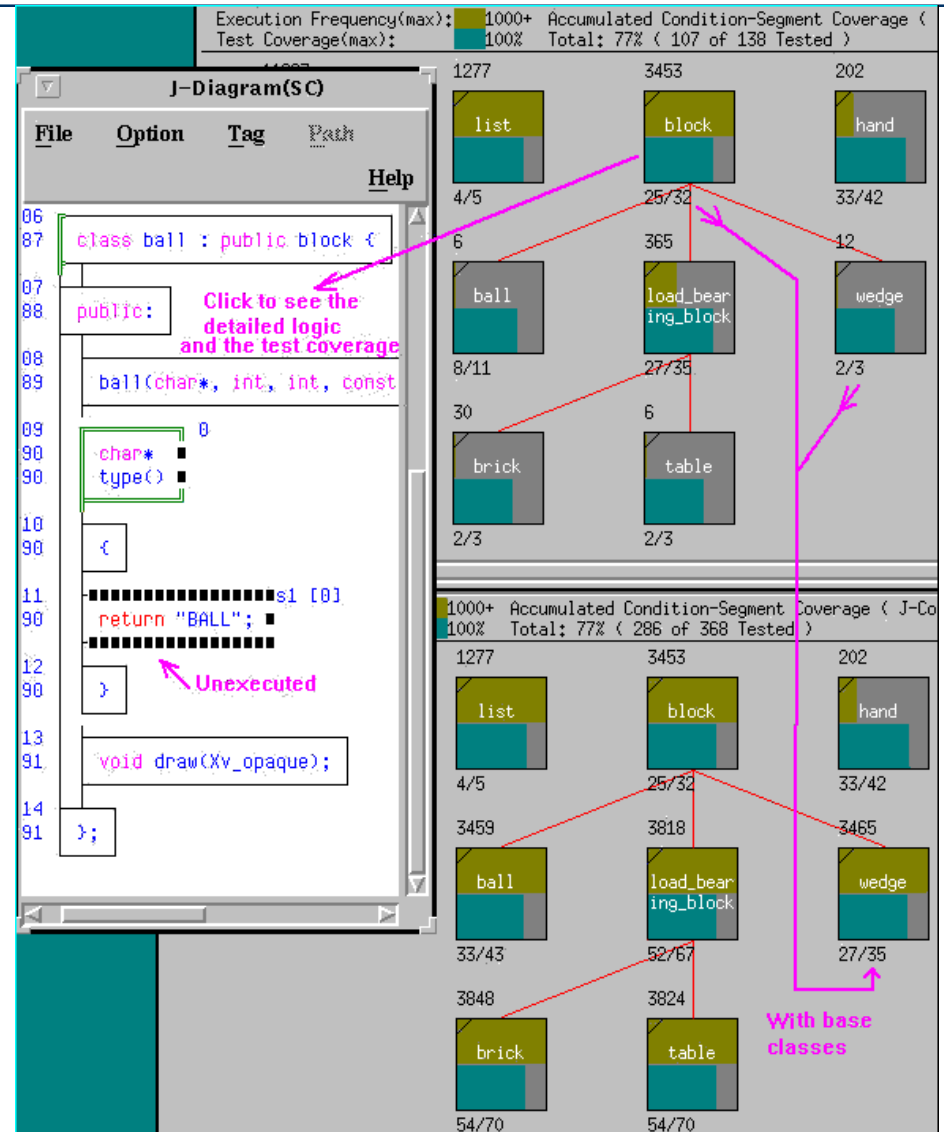 Execution Frequency(max): 1000+ Accumulated Condition-Segment Coverage (
Test Coverage(max): 100% Total: 77% ( 107 of 138 Tested )
J-Diagram(SC)
File Option Tag Path
Help
06
87 class ball : public block {
07
88 public:
08
89 ball(char*, int, int, const
09 0
90 char*
90 type()
10
90 {
11 s1 [0]
90 return "BALL";
12
90 }
13
91 void draw(Xv_opaque);
14
91 };
Click to see the
detailed logic
and the test coverage
Unexecuted
1277 3453 202
list block hand
4/5 25/32 33/42
6 365 12
ball load_bear wedge
ing_block
8/11 27/35 2/3
30 6
brick table
2/3 2/3
1000+ Accumulated Condition-Segment Coverage ( J-Co
100% Total: 77% ( 286 of 368 Tested )
1277 3453 202
list block hand
4/5 25/32 33/42
3459 3818 3465
ball load_bear wedge
ing_block
33/43 52/67 27/35
3848 3824
With base
classes
brick table
54/70 54/70